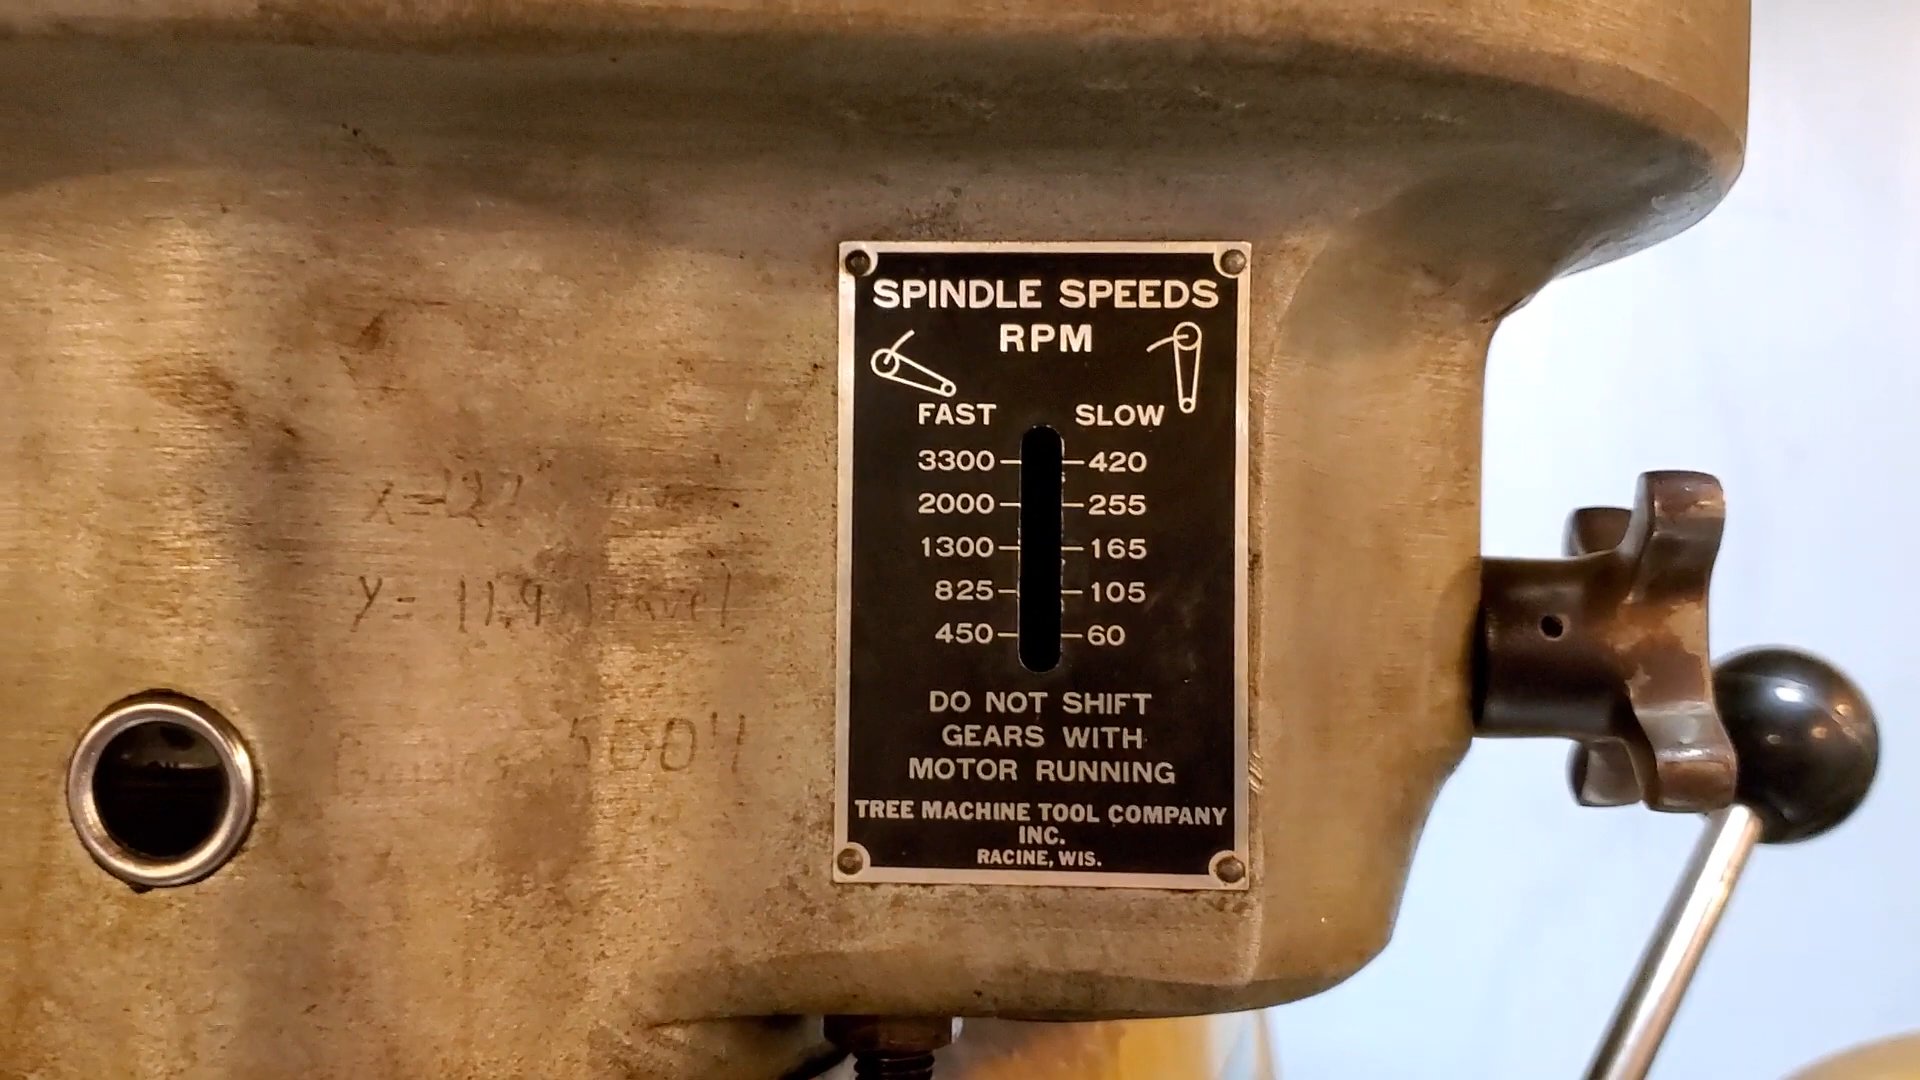 SPINDLE SPEEDS
RPM
FAST SLOW
3300 420
2000 255
1300 165
825 105
450 60
DO NOT SHIFT
GEARS WITH
MOTOR RUNNING
TREE MACHINE TOOL COMPANY
INC.
RACINE, WIS.
y = 11.9 travel